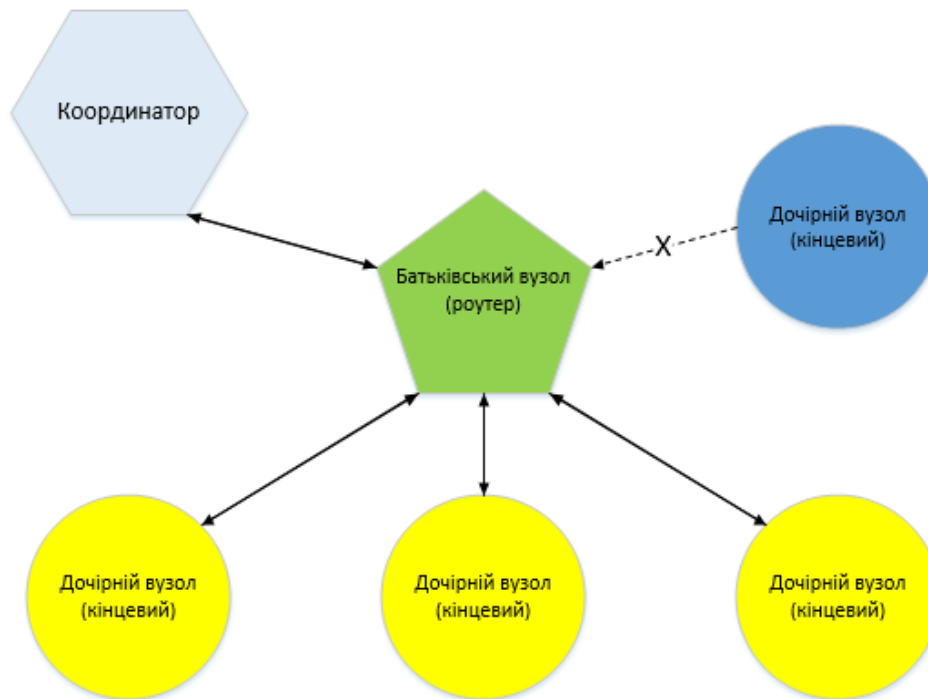 Координатор
Дочірній вузол
(кінцевий)
X
Батьківський вузол
(роутер)
Дочірній вузол
(кінцевий)
Дочірній вузол
(кінцевий)
Дочірній вузол
(кінцевий)